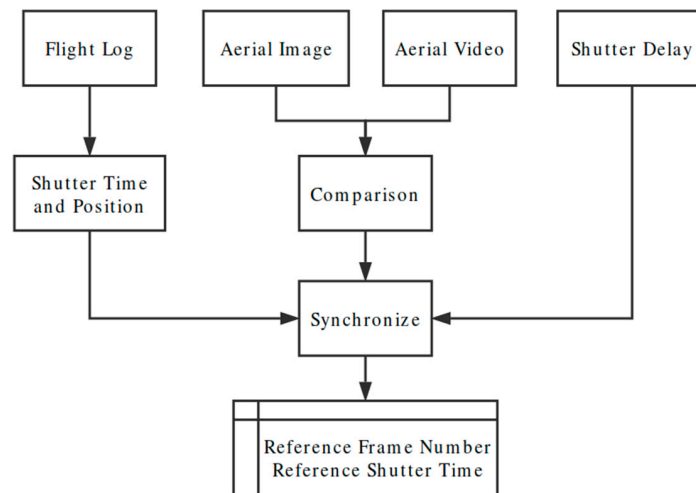 Flight Log
Aerial Image
Aerial Video
Shutter Delay
Shutter Time
and Position
Comparison
Synchronize
Reference Frame Number
Reference Shutter Time